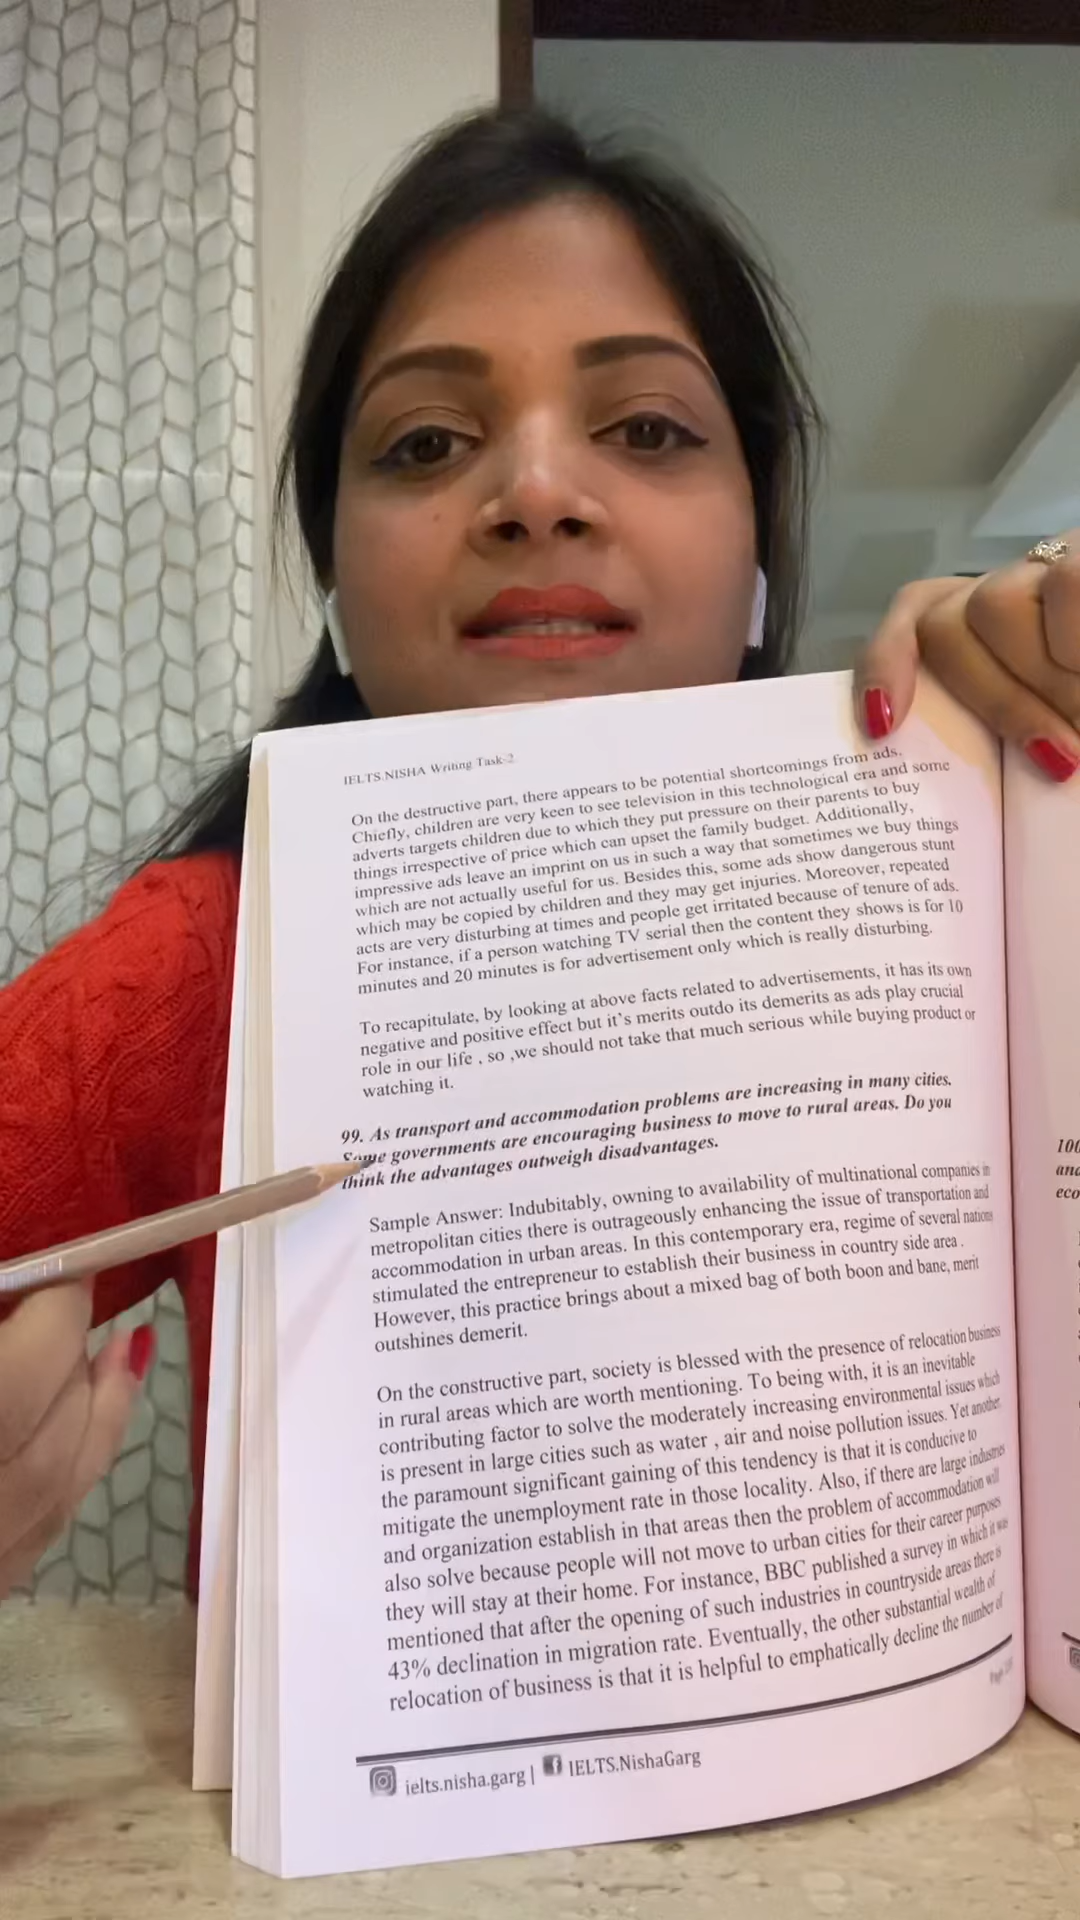 IELTS NISHA Writing Task-2
On the destructive part, there appears to be potential shortcomings from ads.
Chiefly, children are very keen to see television in this technological era and some
adverts targets children due to which they put pressure on their parents to buy
things irrespective of price which can upset the family budget. Additionally,
impressive ads leave an imprint on us in such a way that sometimes we buy things
which are not actually useful for us. Besides this, some ads show dangerous stunt
which may be copied by children and they may get injuries. Moreover, repeated
acts are very disturbing at times and people get irritated because of tenure of ads.
For instance, if a person watching TV serial then the content they shows is for 10
minutes and 20 minutes is for advertisement only which is really disturbing.
To recapitulate, by looking at above facts related to advertisements, it has its own
negative and positive effect but it's merits outdo its demerits as ads play crucial
role in our life , so ,we should not take that much serious while buying product or
watching it.
99. As transport and accommodation problems are increasing in many cities.
Some governments are encouraging business to move to rural areas. Do you
think the advantages outweigh disadvantages.
Sample Answer: Indubitably, owning to availability of multinational companies in
metropolitan cities there is outrageously enhancing the issue of transportation and
accommodation in urban areas. In this contemporary era, regime of several nations
stimulated the entrepreneur to establish their business in country side area .
However, this practice brings about a mixed bag of both boon and bane, merit
outshines demerit.
On the constructive part, society is blessed with the presence of relocation business
in rural areas which are worth mentioning. To being with, it is an inevitable
contributing factor to solve the moderately increasing environmental issues which
is present in large cities such as water , air and noise pollution issues. Yet another
the paramount significant gaining of this tendency is that it is conducive to
mitigate the unemployment rate in those locality. Also, if there are large industries
and organization establish in that areas then the problem of accommodation will
also solve because people will not move to urban cities for their career purposes
they will stay at their home. For instance, BBC published a survey in which it was
mentioned that after the opening of such industries in countryside areas there is
43% declination in migration rate. Eventually, the other substantial wealth of
relocation of business is that it is helpful to emphatically decline the number of
ielts.nisha.garg | IELTS.NishaGarg
100
and
eco